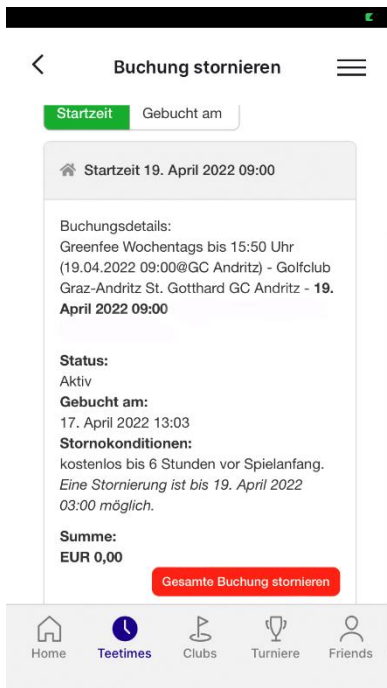 Buchung stornieren
Startzeit Gebucht am
Startzeit 19. April 2022 09:00
Buchungsdetails:
Greenfee Wochentags bis 15:50 Uhr
(19.04.2022 09:00@GC Andritz) - Golfclub
Graz-Andritz St. Gotthard GC Andritz - 19.
April 2022 09:00
Status:
Aktiv
Gebucht am:
17. April 2022 13:03
Stornokonditionen:
kostenlos bis 6 Stunden vor Spielanfang.
Eine Stornierung ist bis 19. April 2022
03:00 möglich.
Summe:
EUR 0,00
Gesamte Buchung stornieren
Home Teetimes Clubs Turniere Friends